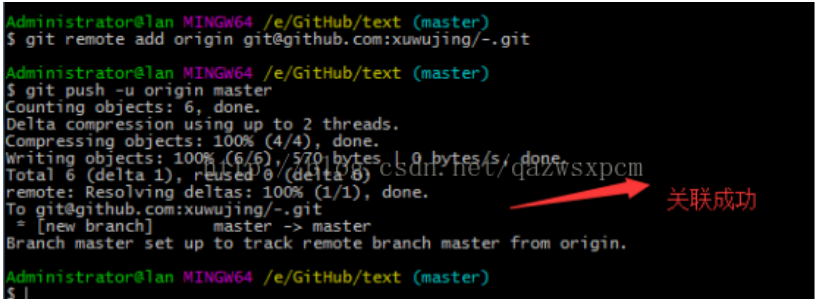 Administrator@lan MINGW64 /e/GitHub/text (master)
$ git remote add origin git@github.com:xuwujing/-.git
Administrator@lan MINGW64 /e/GitHub/text (master)
$ git push -u origin master
Counting objects: 6, done.
Delta compression using up to 2 threads.
Compressing objects: 100% (4/4), done.
Writing objects: 100% (6/6), 570 bytes | 0 bytes/s, done.
Total 6 (delta 1), reused 0 (delta 0)
http://blog.csdn.net/qazwsxpcm
remote: Resolving deltas: 100% (1/1), done.
关联成功
To git@github.com:xuwujing/-.git
* [new branch] master -> master
Branch master set up to track remote branch master from origin.
Administrator@lan MINGW64 /e/GitHub/text (master)
$